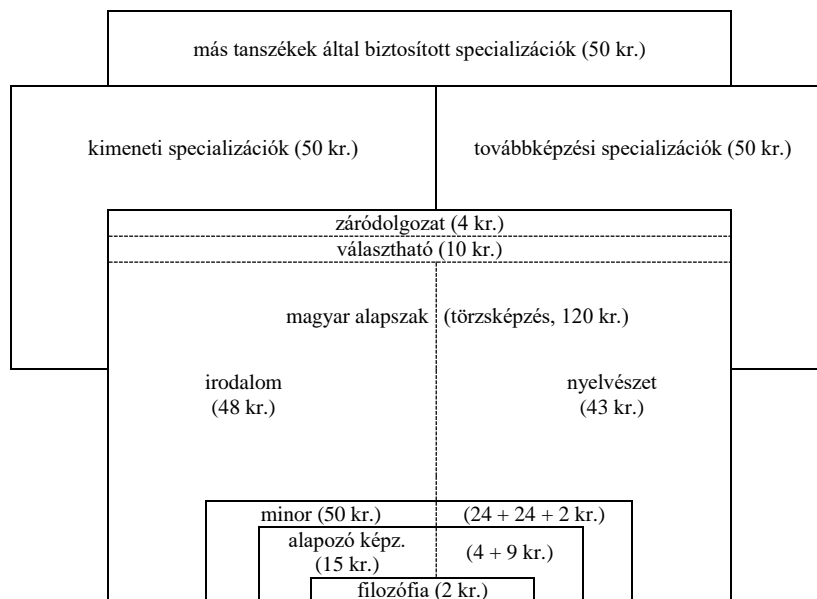 más tanszékek által biztosított specializációk (50 kr.)
kimeneti specializációk (50 kr.)
továbbképzési specializációk (50 kr.)
záródolgozat (4 kr.)
választható (10 kr.)
magyar alapszak (törzsképzés, 120 kr.)
irodalom
(48 kr.)
nyelvészet
(43 kr.)
minor (50 kr.)
(24 + 24 + 2 kr.)
alapozó képz.
(15 kr.)
(4 + 9 kr.)
filozófia (2 kr.)